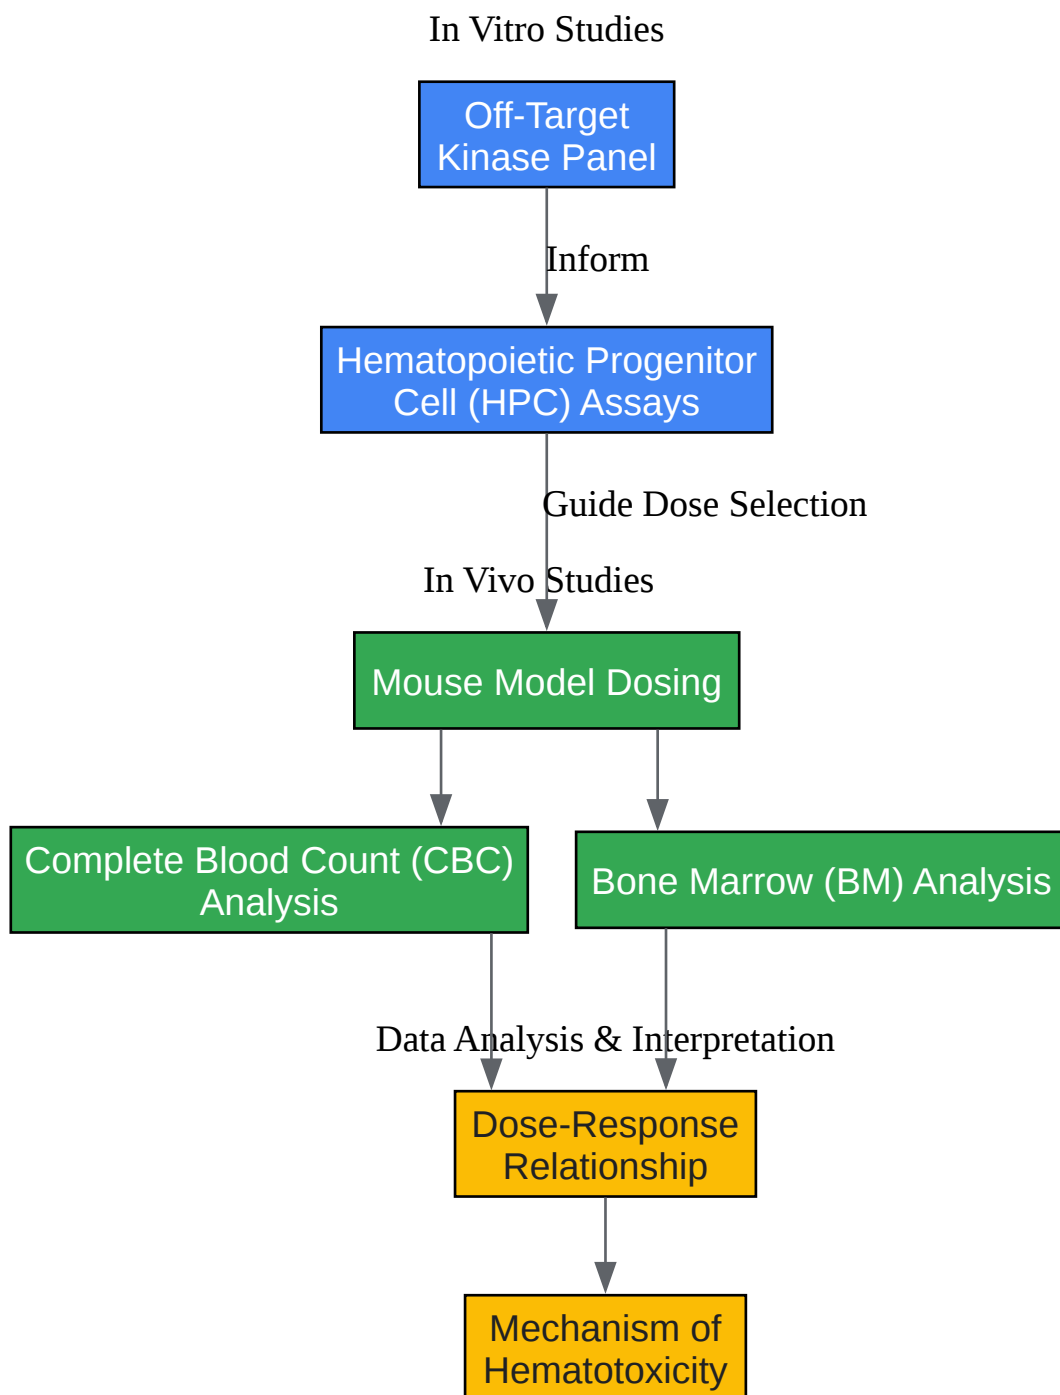 In Vitro Studies
Off-Target
Kinase Panel
Inform
Hematopoietic Progenitor
Cell (HPC) Assays
Guide Dose Selection
In Vivo Studies
Mouse Model Dosing
Complete Blood Count (CBC)
Analysis
Bone Marrow (BM) Analysis
Data Analysis & Interpretation
Dose-Response
Relationship
Mechanism of
Hematotoxicity